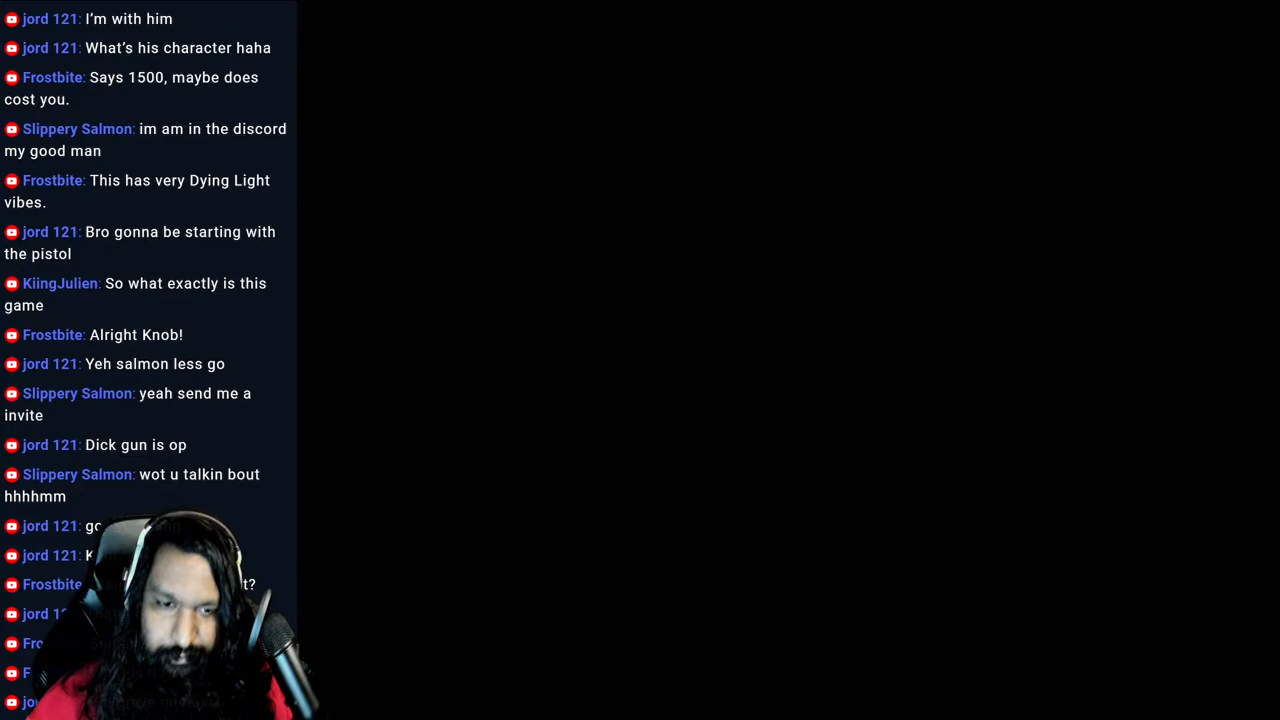 jord 121: I’m with him
jord 121: What’s his character haha
Frostbite: Says 1500, maybe does
cost you.
Slippery Salmon: im am in the discord
my good man
Frostbite: This has very Dying Light
vibes.
jord 121: Bro gonna be starting with
the pistol
KiingJulien: So what exactly is this
game
Frostbite: Alright Knob!
jord 121: Yeh salmon less go
Slippery Salmon: yeah send me a
invite
jord 121: Dick gun is op
Slippery Salmon: wot u talkin bout
hhhhmm
jord 121:
jord 121:
Frostbite
jord